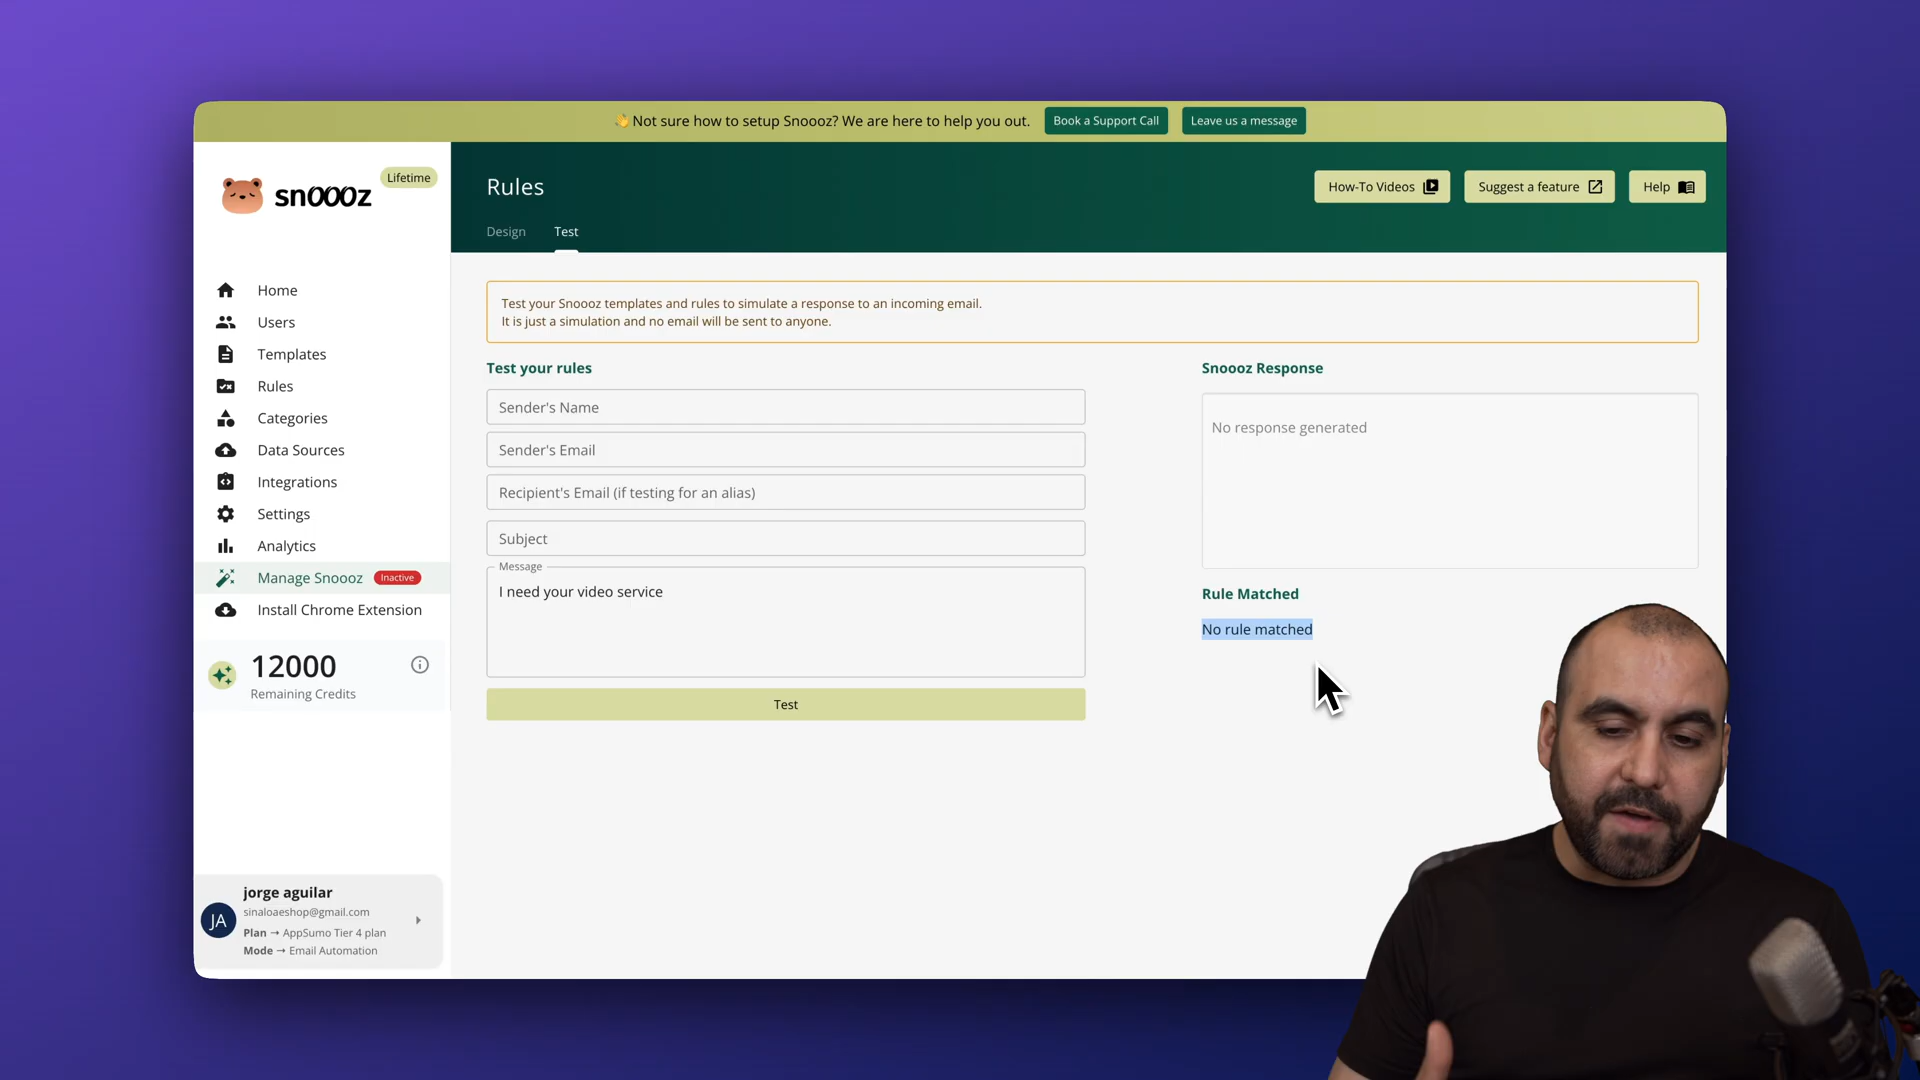 👋 Not sure how to setup Snoooz? We are here to help you out.
Book a Support Call
Leave us a message
snOOOz
Lifetime
Rules
How-To Videos
Suggest a feature
Help
Design
Test
Home
Users
Templates
Rules
Categories
Data Sources
Integrations
Settings
Analytics
Manage Snoooz
Inactive
Install Chrome Extension
12000
Remaining Credits
jorge aguilar
JA
sinaloaeshop@gmail.com
Plan → AppSumo Tier 4 plan
Mode → Email Automation
Test your Snoooz templates and rules to simulate a response to an incoming email.
It is just a simulation and no email will be sent to anyone.
Test your rules
Sender's Name
Sender's Email
Recipient's Email (if testing for an alias)
Subject
Message
I need your video service
Test
Snoooz Response
No response generated
Rule Matched
No rule matched